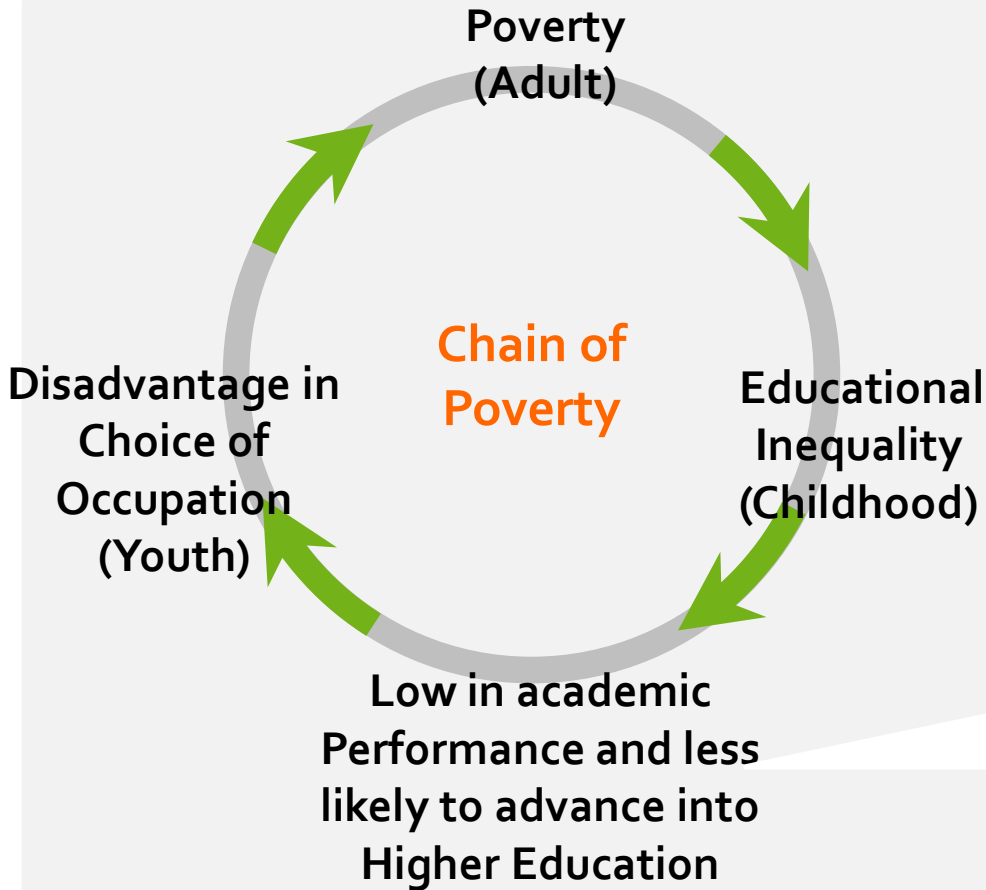 Poverty
(Adult)
Chain of
Poverty
Educational
Inequality
(Childhood)
Low in academic
Performance and less
likely to advance into
Higher Education
Disadvantage in
Choice of
Occupation
(Youth)